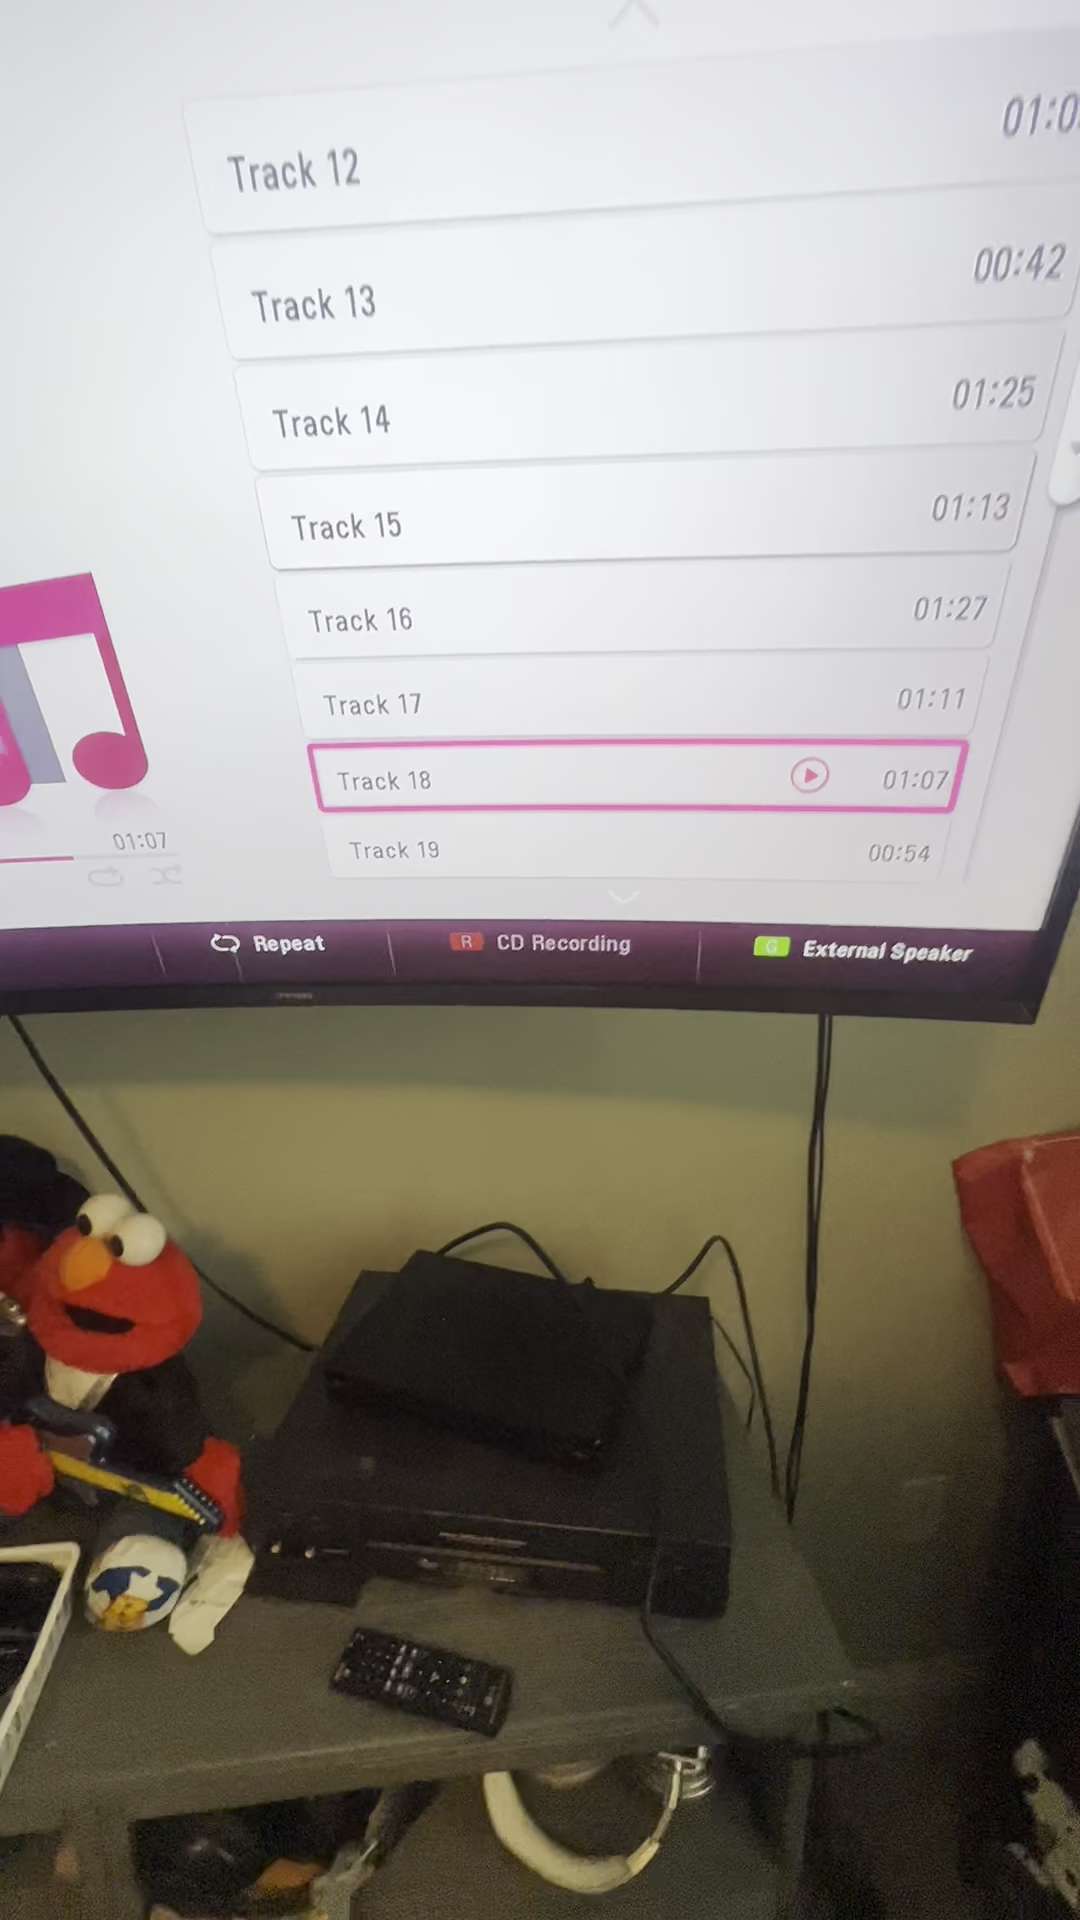 Track 12
Track 13 00:42
Track 14 01:25
Track 15 01:13
Track 16 01:27
Track 17 01:11
Track 18 01:07
Track 19 00:54
01:07
Repeat R CD Recording G External Speaker